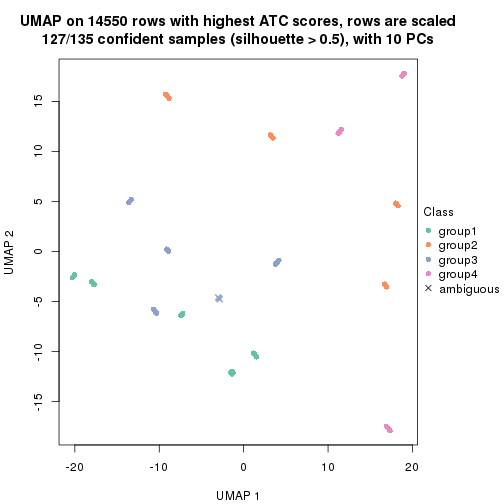 UMAP on 14550 rows with highest ATC scores, rows are scaled
127/135 confident samples (silhouette > 0.5), with 10 PCs
UMAP 2
15
10
5
0
-5
-10
-15
-20
-10
0
10
20
UMAP 1
Class
group1
group2
group3
group4
ambiguous